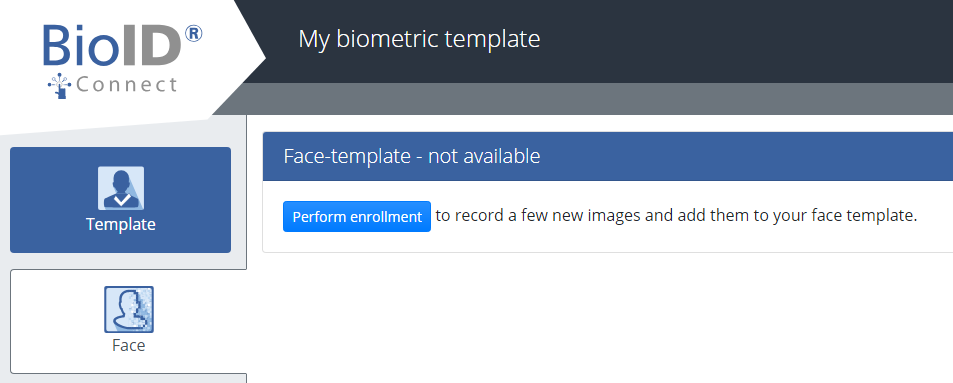 BioID®
Connect
My biometric template
Template
Face
Face-template - not available
Perform enrollment to record a few new images and add them to your face template.